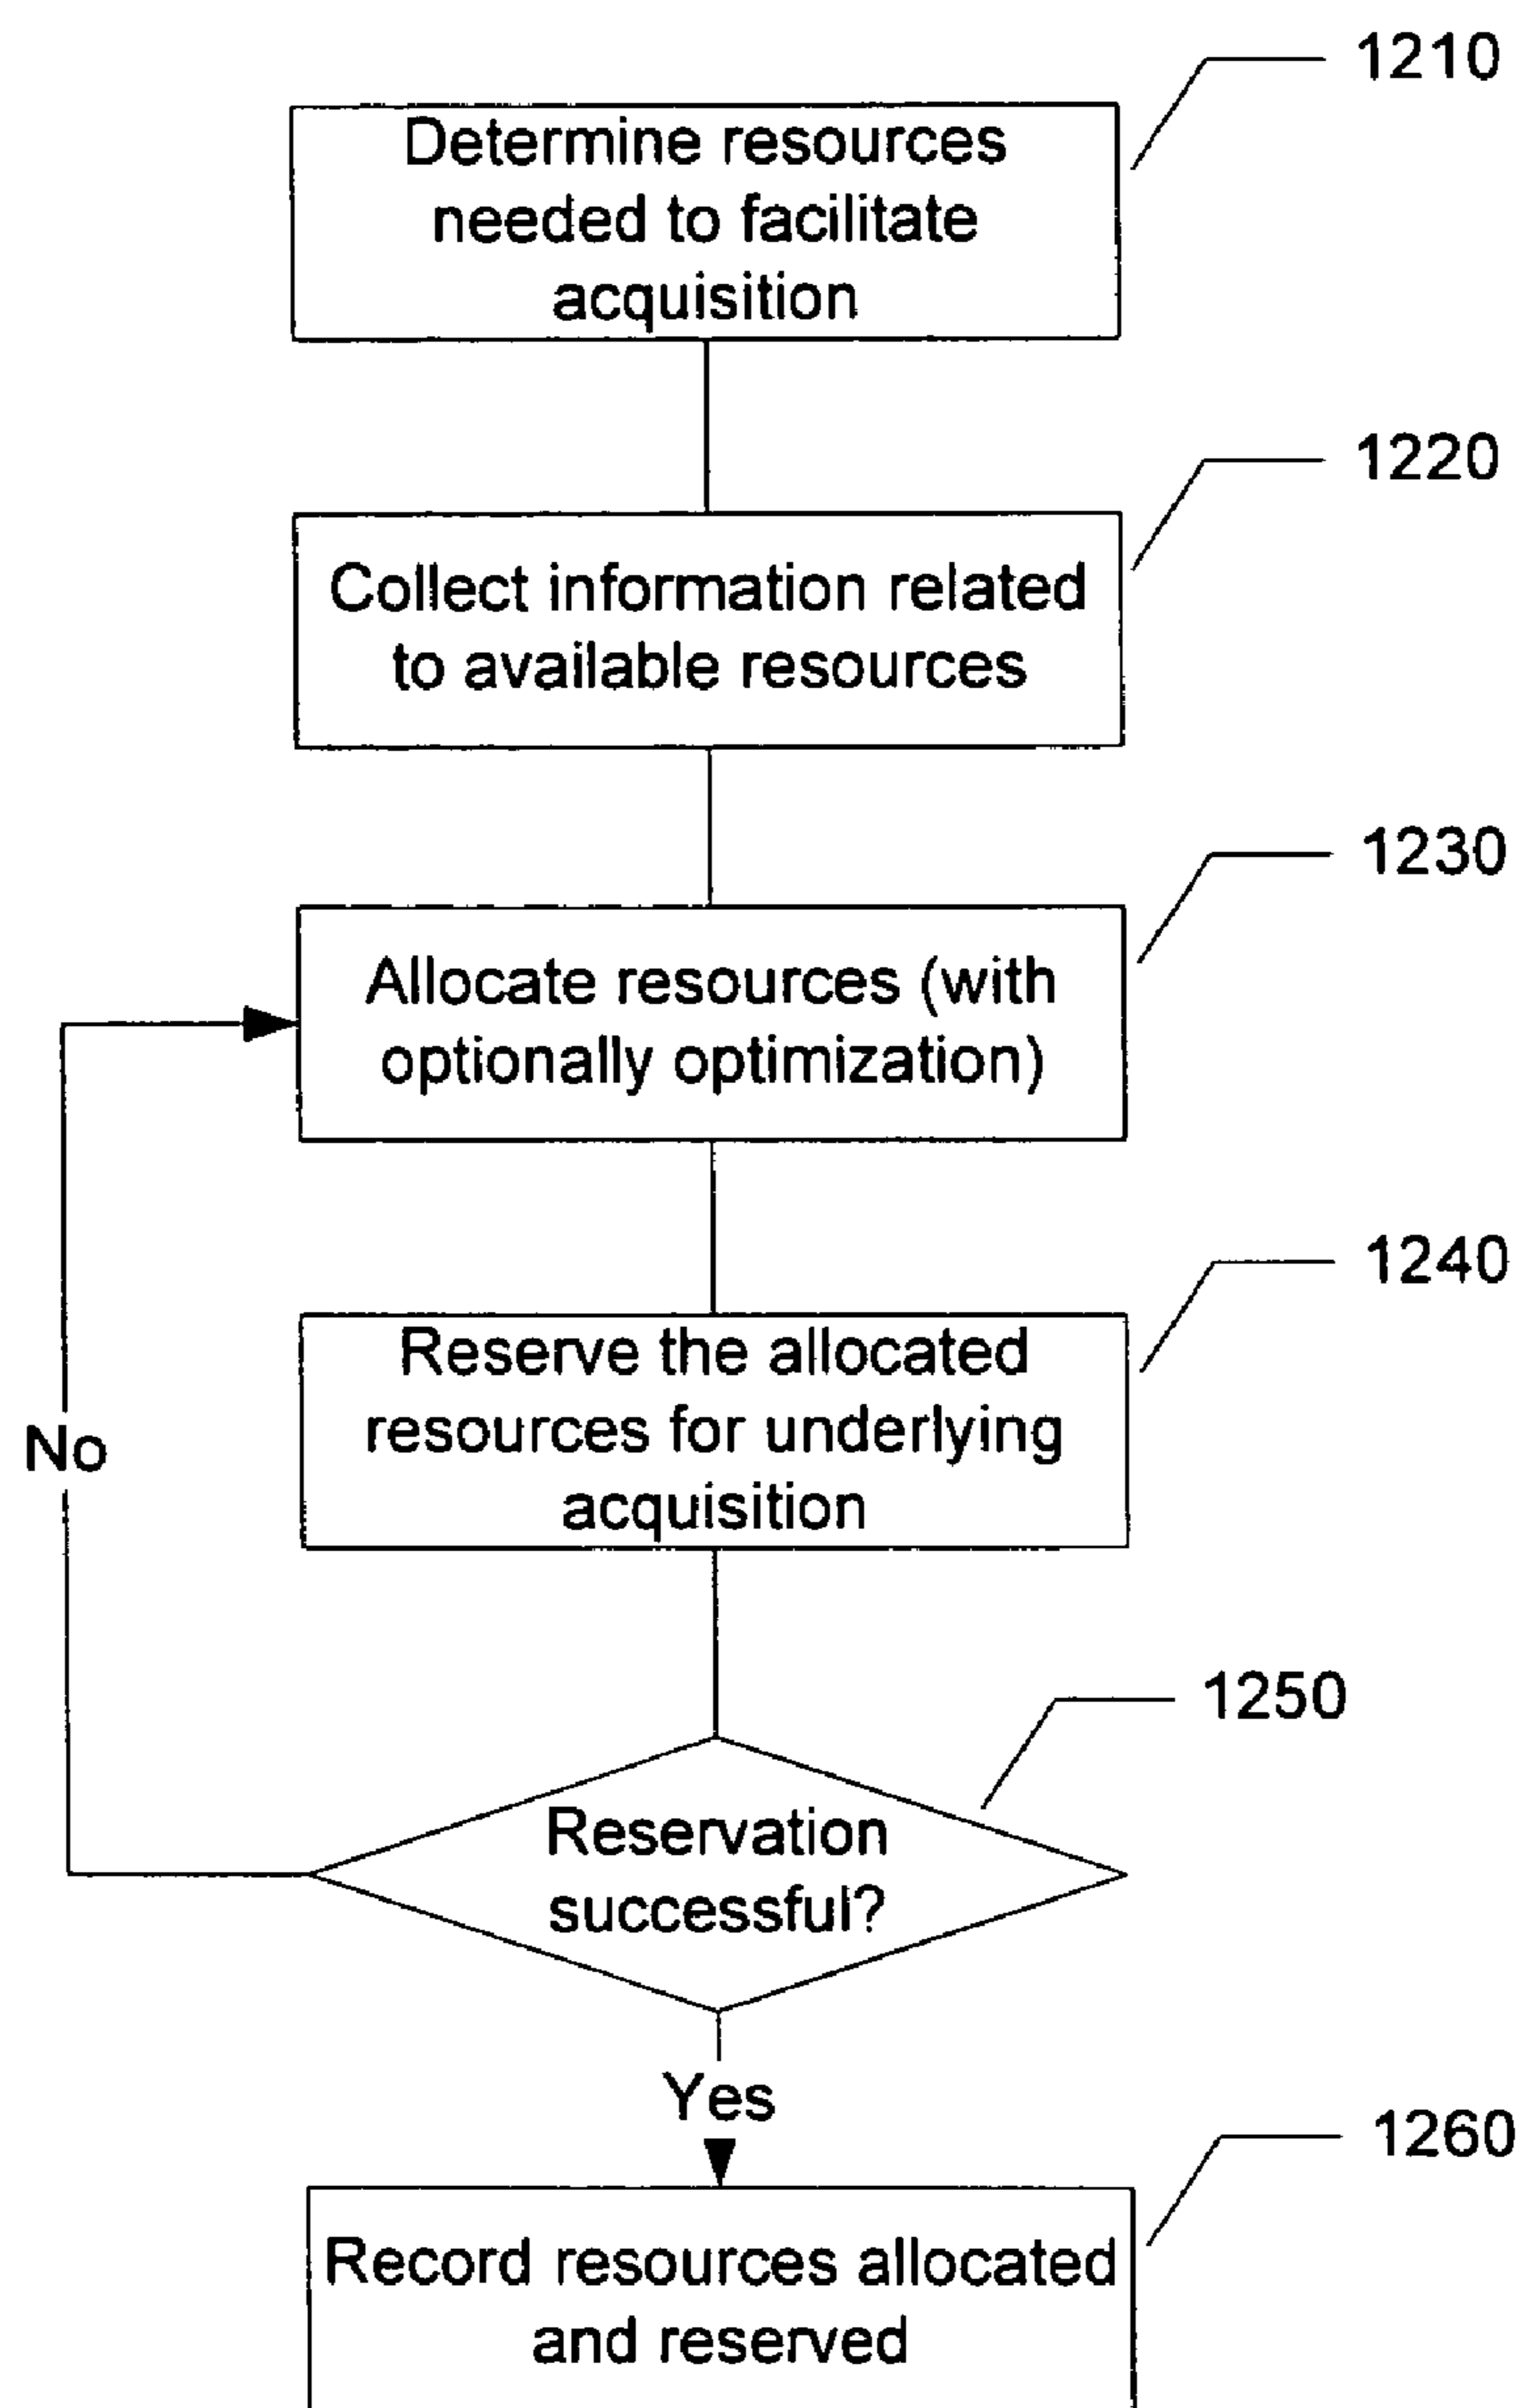 1210
Determine resources
needed to facilitate
acquisition
1220
Collect information related
to available resources
1230
Allocate resources (with
optionally optimization)
1240
Reserve the allocated
resources for underlying
acquisition
No
1250
Reservation
successful?
Yes
1260
Record resources allocated
and reserved